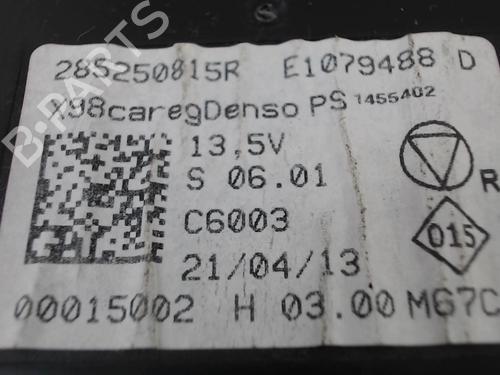 285250815R E1079488 D
X98caregDenso PS 1455402
13,5V
S 06.01
R
C6003
015
21/04/13
00015002 H 03.00 M67C
B-PARTS